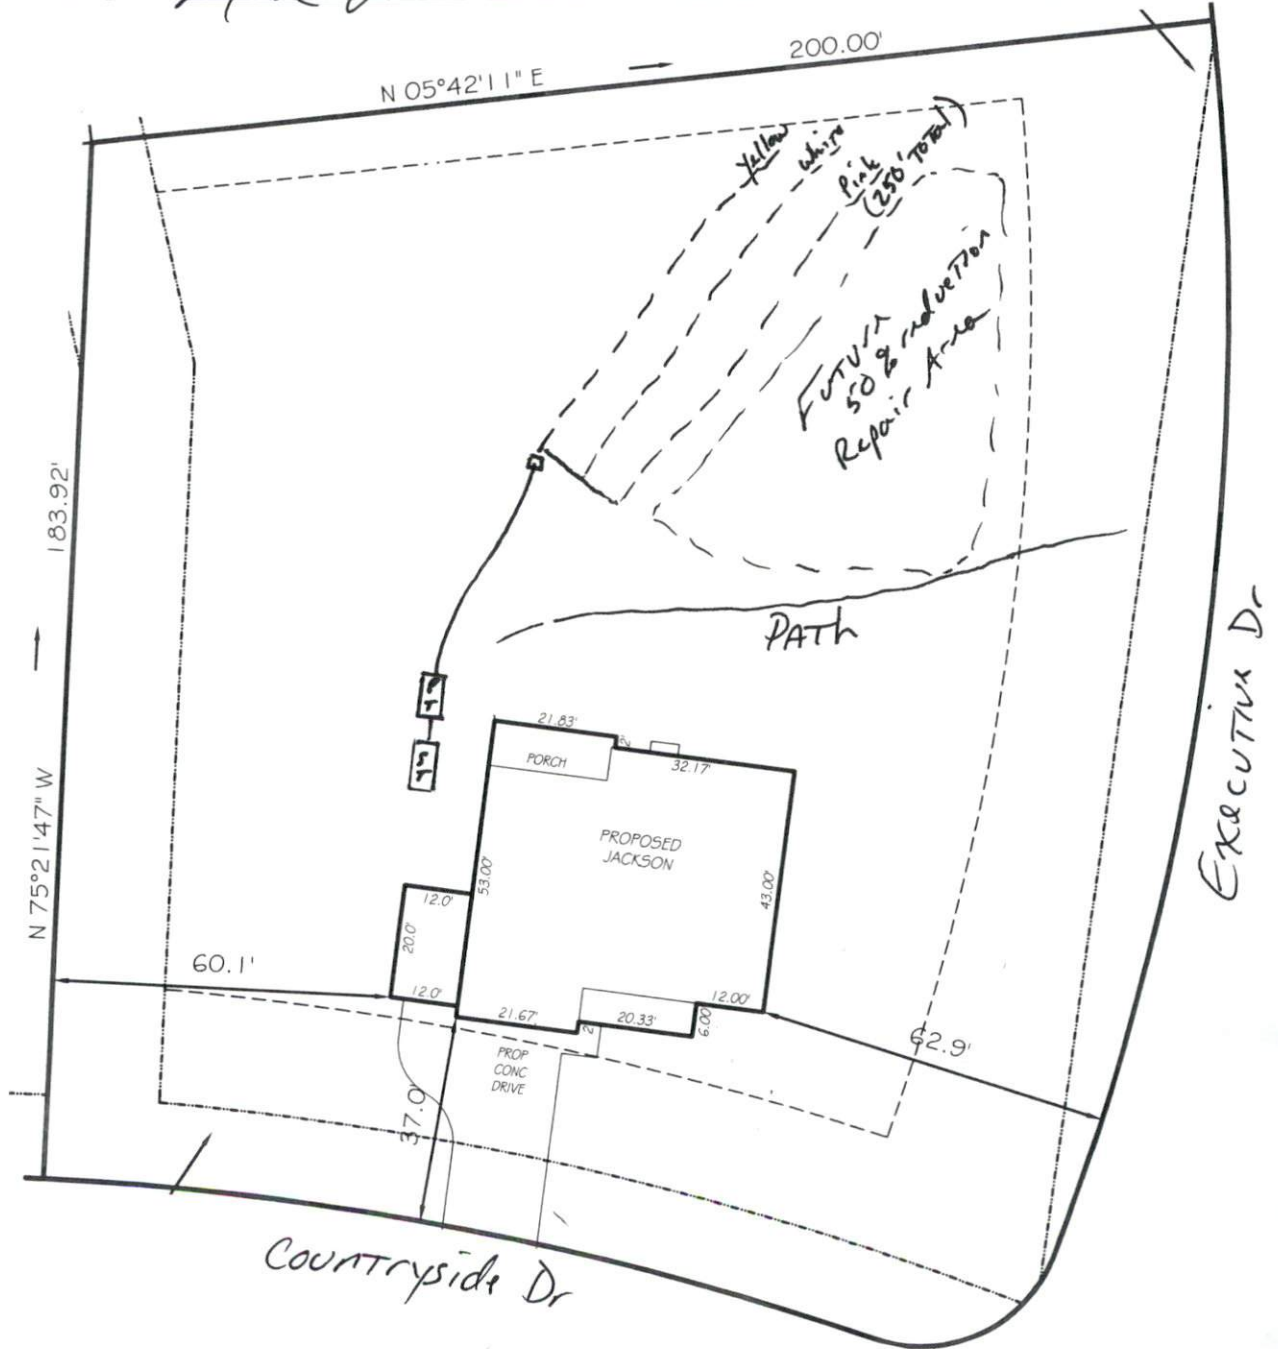 200.00'
N 05°42'11" E
Yellow
White
Pink
(250' Total)
Future
50% reduction
Repair Area
183.92'
N 75°21'47" W
PATh
Executive Dr
P
T
S
T
21.83'
2'
PORCH
32.17'
PROPOSED
JACKSON
53.00'
43.00'
12.0'
20.0'
60.1'
12.0'
21.67'
2'
20.33'
6.00'
12.00'
62.9'
PROP
CONC
DRIVE
37.0'
Countryside Dr